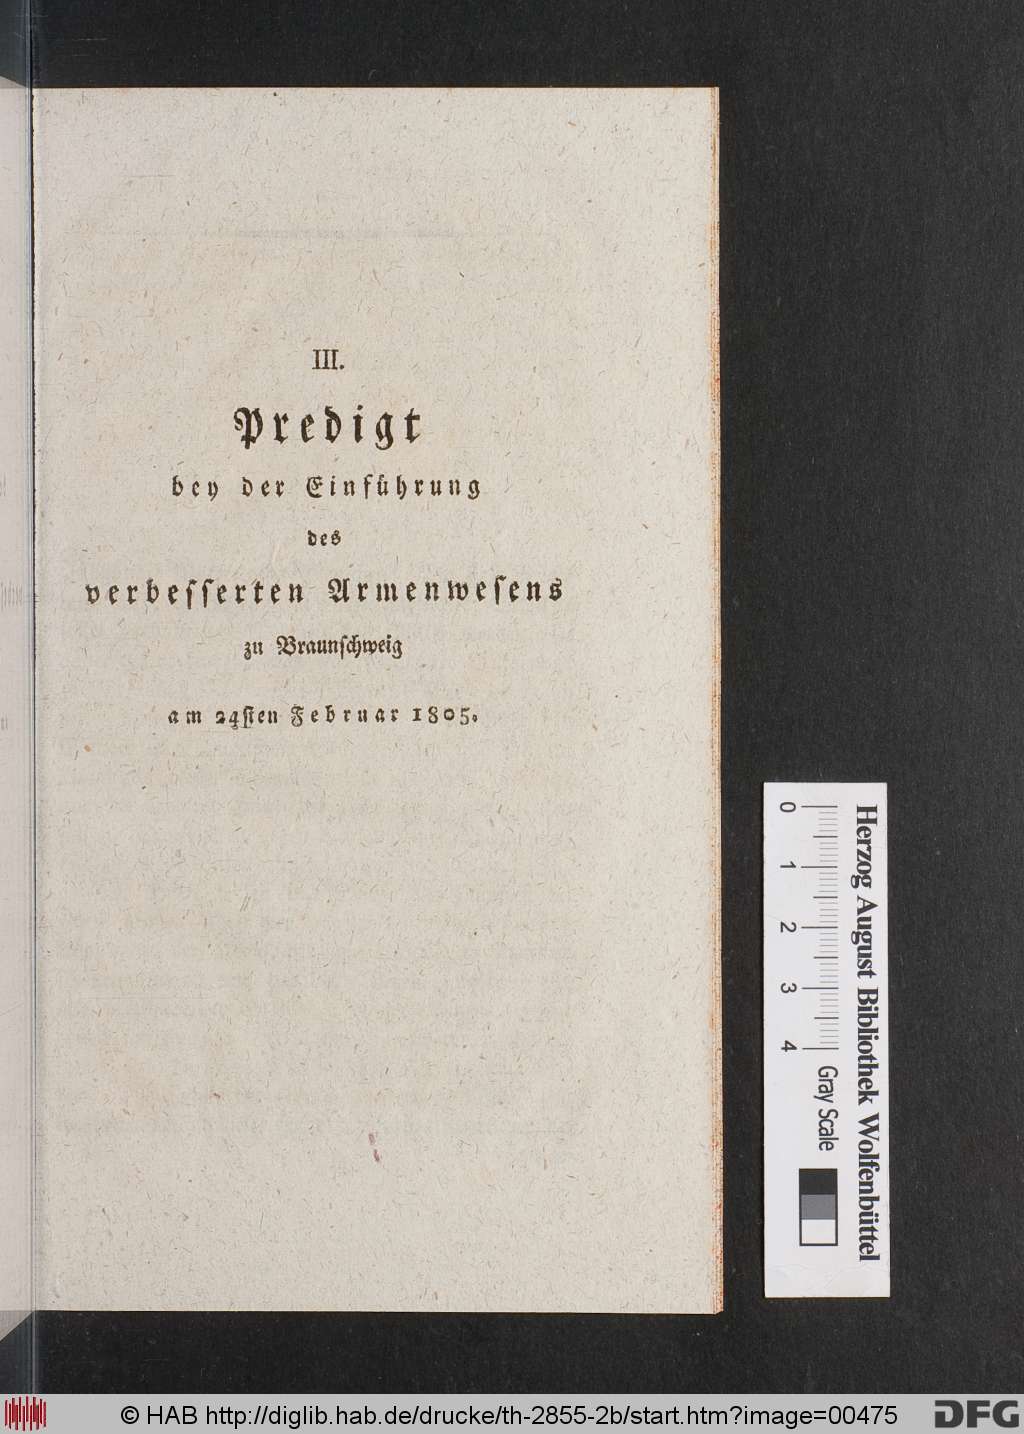 III.
Predigt
bey der Einführung
des
verbeſſerten Armenweſens
zu Braunſchweig
am 24ſten Februar 1805.
Herzog August Bibliothek Wolfenbüttel
0 1 2 3 4 Gray Scale
© HAB http://diglib.hab.de/drucke/th-2855-2b/start.htm?image=00475
DFG